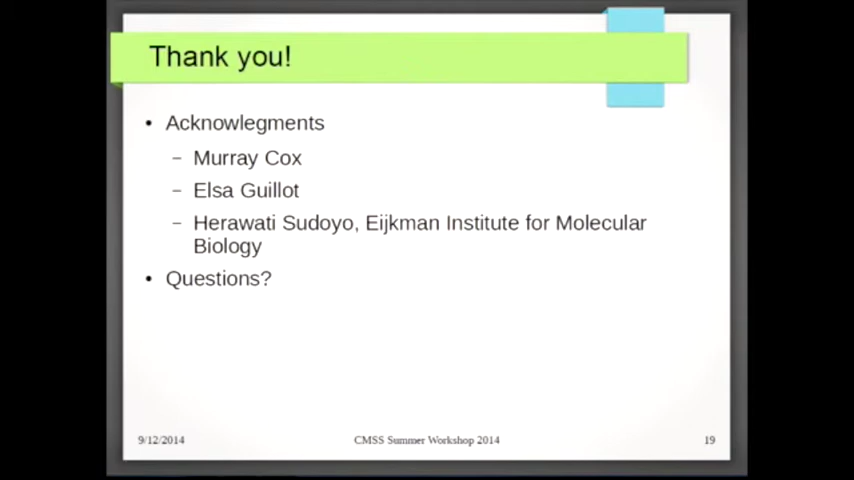 Thank you!
• Acknowlegments
– Murray Cox
– Elsa Guillot
– Herawati Sudoyo, Eijkman Institute for Molecular
Biology
• Questions?
9/12/2014 CMSS Summer Workshop 2014 19